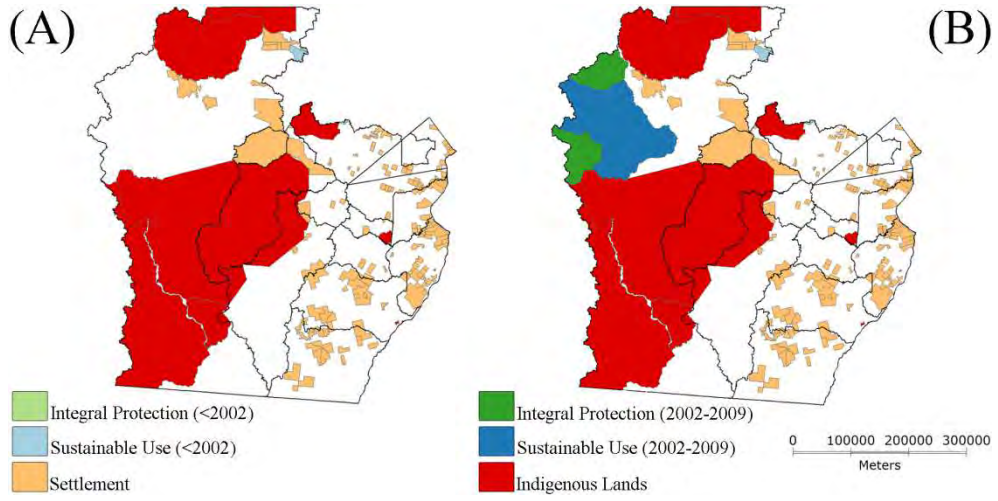 (A)
(B)
Integral Protection (<2002)
Sustainable Use (<2002)
Settlement
Integral Protection (2002-2009)
Sustainable Use (2002-2009)
Indigenous Lands
0 100000 200000 300000
Meters